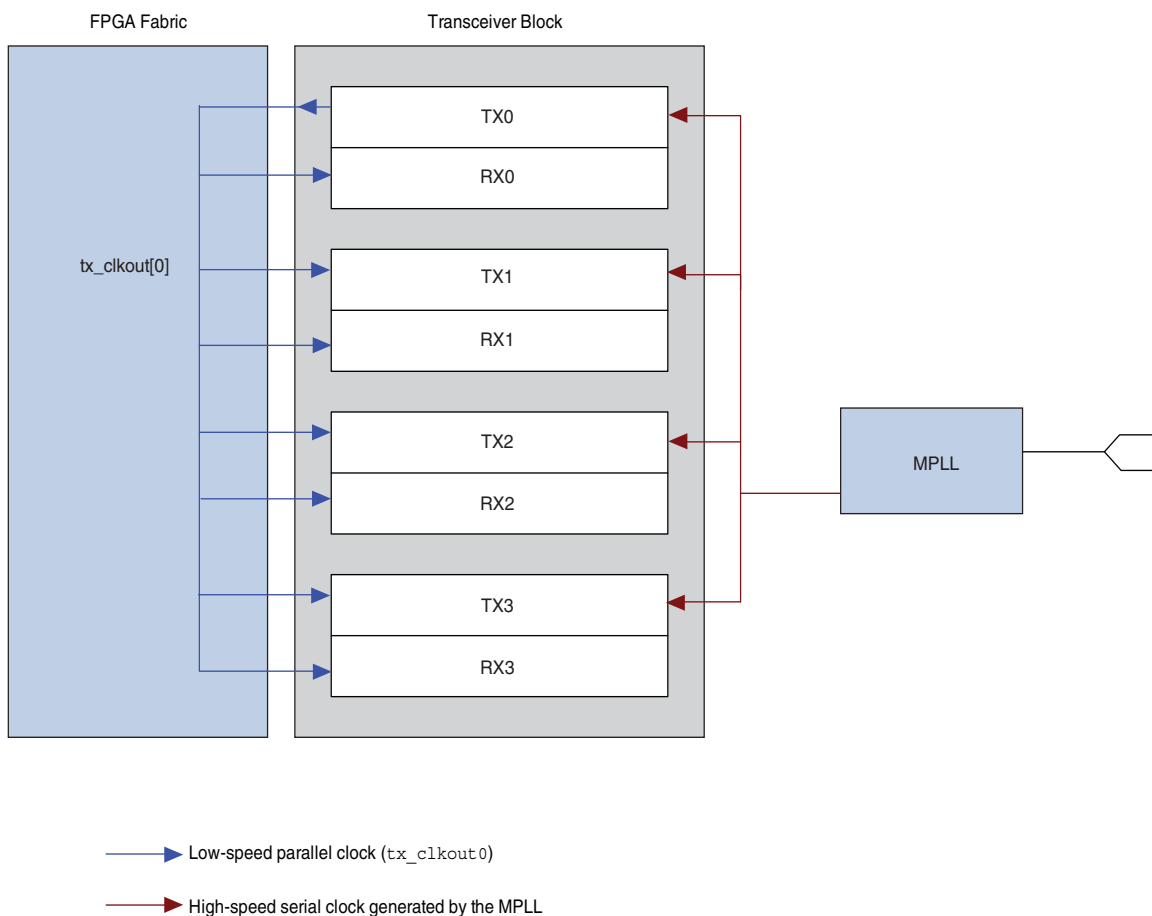 FPGA Fabric
Transceiver Block
TX0
RX0
tx_clkout[0]
TX1
RX1
TX2
RX2
MPLL
TX3
RX3
Low-speed parallel clock (tx_clkout0)
High-speed serial clock generated by the MPLL